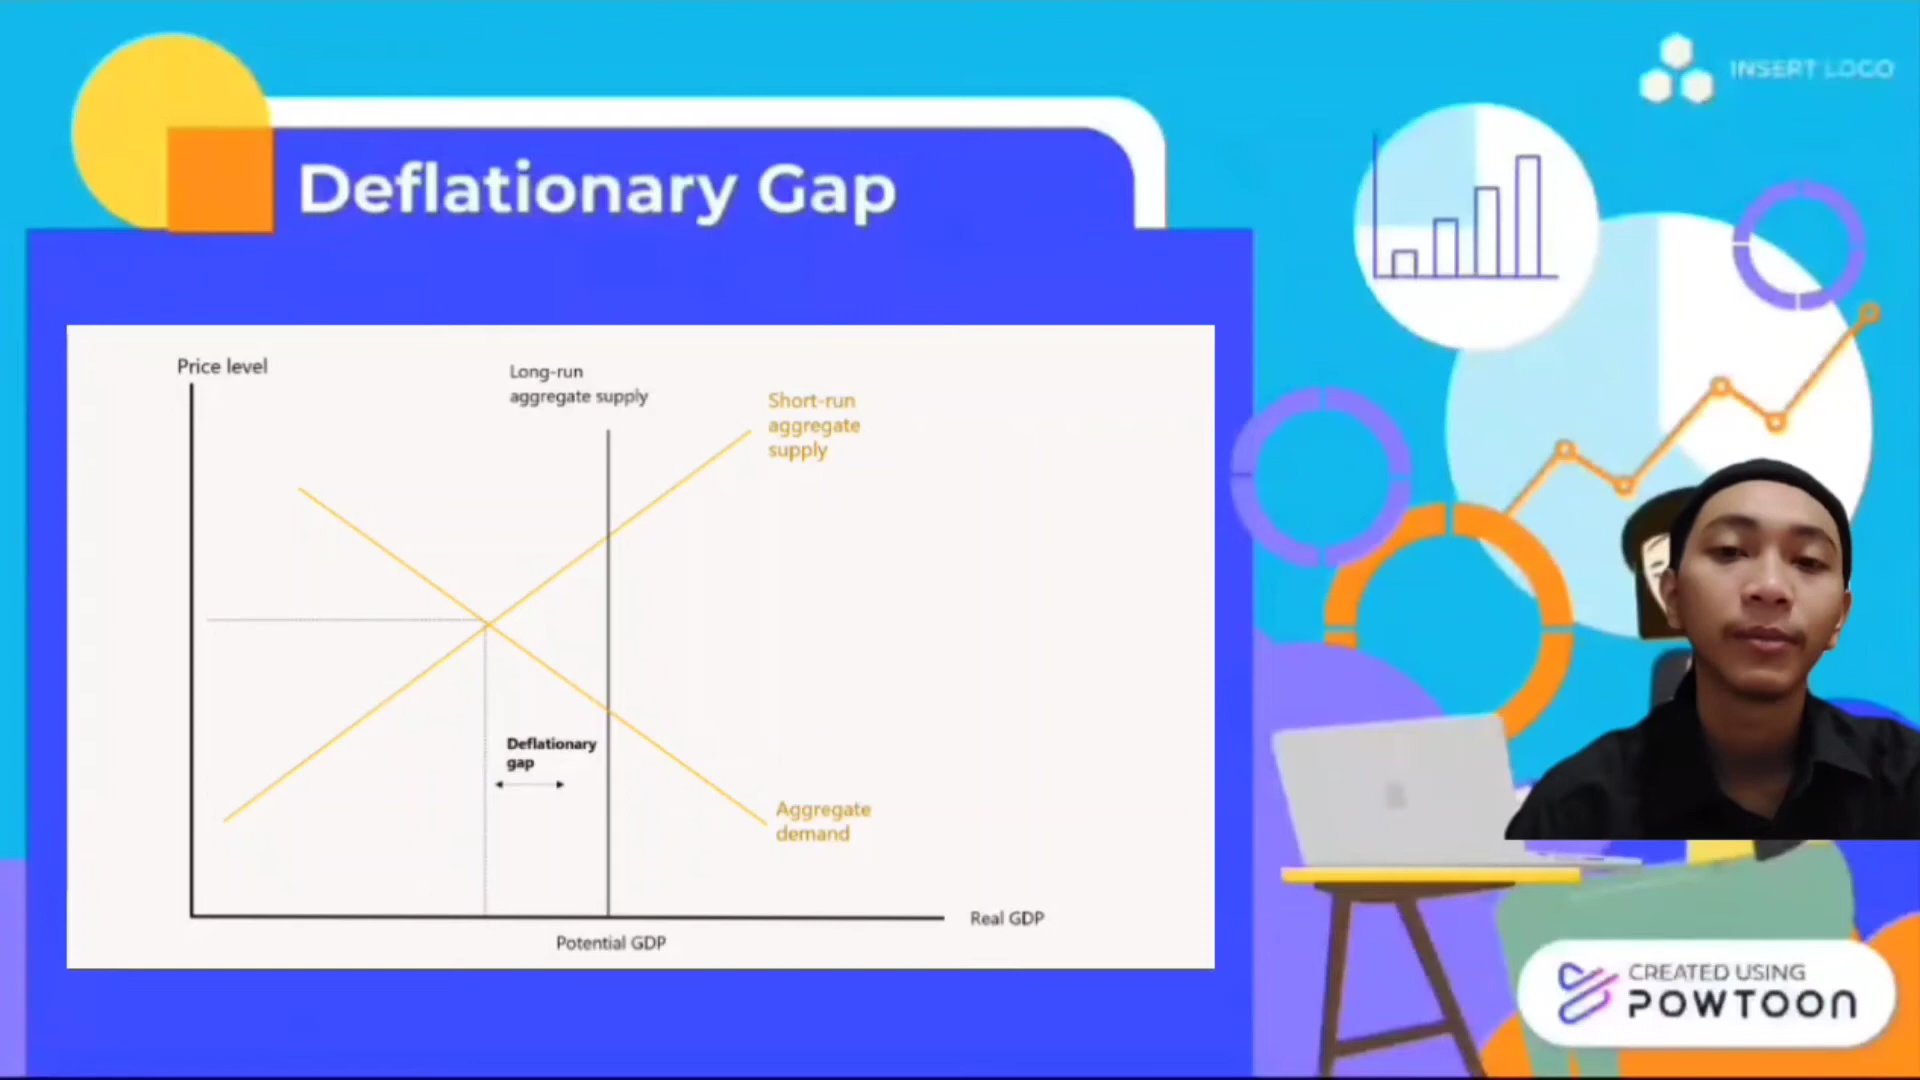 INSERT LOGO
Deflationary Gap
Price level
Long-run
aggregate supply
Short-run
aggregate
supply
Deflationary
gap
Aggregate
demand
Real GDP
Potential GDP
CREATED USING
POWTOON